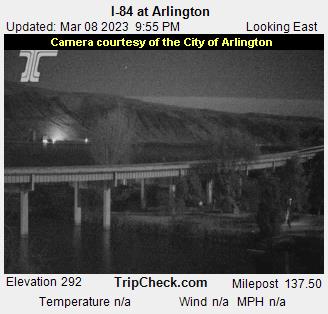 I-84 at Arlington
Updated: Mar 08 2023 9:55 PM Looking East
Camera courtesy of the City of Arlington
Elevation 292 TripCheck.com Milepost 137.50
Temperature n/a Wind n/a MPH n/a